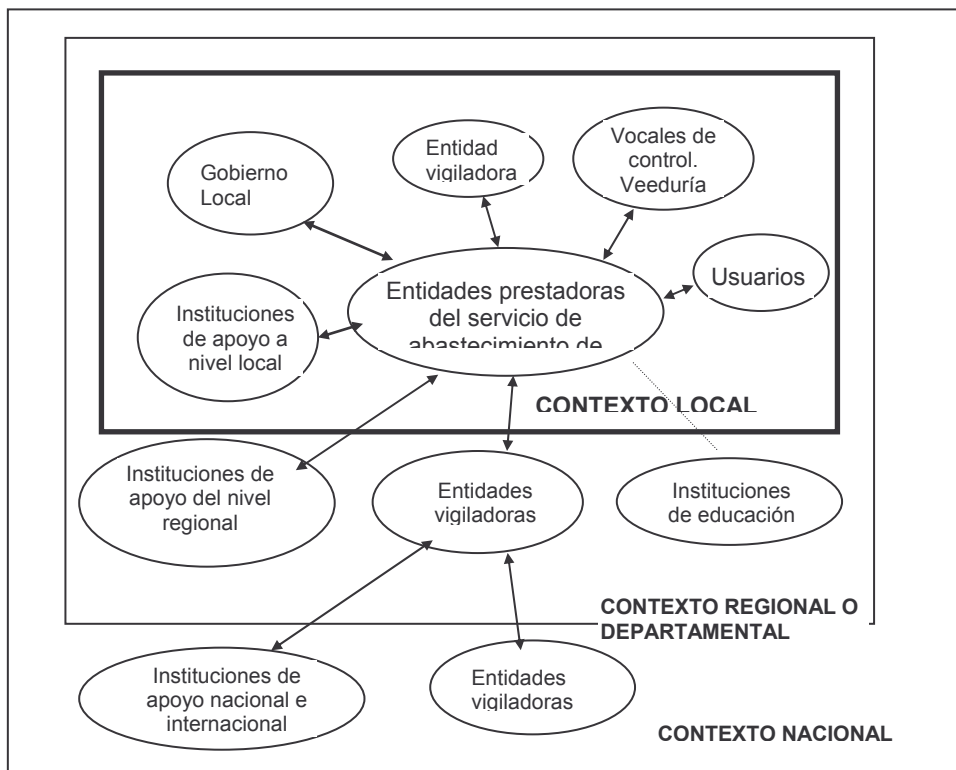 Gobierno
Local
Entidad
vigiladora
Vocales de
control.
Veeduría
Usuarios
Entidades prestadoras
del servicio de
abastecimiento de
Instituciones
de apoyo a
nivel local
CONTEXTO LOCAL
Instituciones de
apoyo del nivel
regional
Entidades
vigiladoras
Instituciones
de educación
CONTEXTO REGIONAL O
DEPARTAMENTAL
Instituciones de
apoyo nacional e
internacional
Entidades
vigiladoras
CONTEXTO NACIONAL